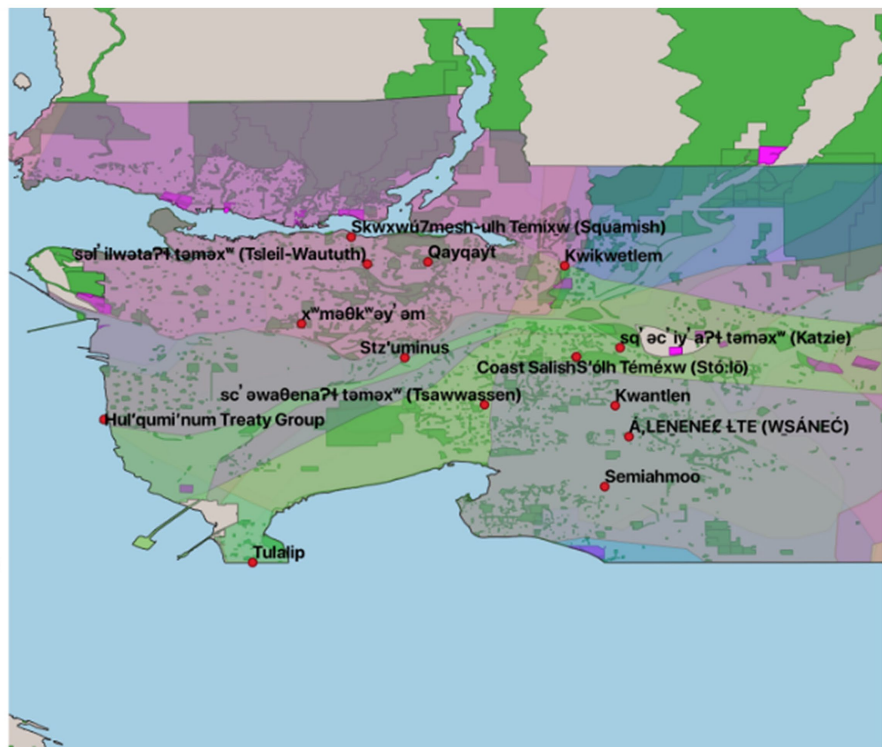 Skwxwú7mesh-ulh Temíx̱w (Squamish)
səl̓ilwətaʔɬ təməxʷ (Tsleil-Waututh)
Qayqayt
Kwikwetlem
xʷməθkʷəy̓əm
Stz'uminus
sq̓əc̓iy̓aʔɬ təməxʷ (Katzie)
Coast SalishS'ólh Téméxw (Stó:lō)
sc̓əwaθenaʔɬ təməxʷ (Tsawwassen)
Kwantlen
Hul'qumi'num Treaty Group
Á,LENENEȻ ȽTE (W̱SÁNEĆ)
Semiahmoo
Tulalip